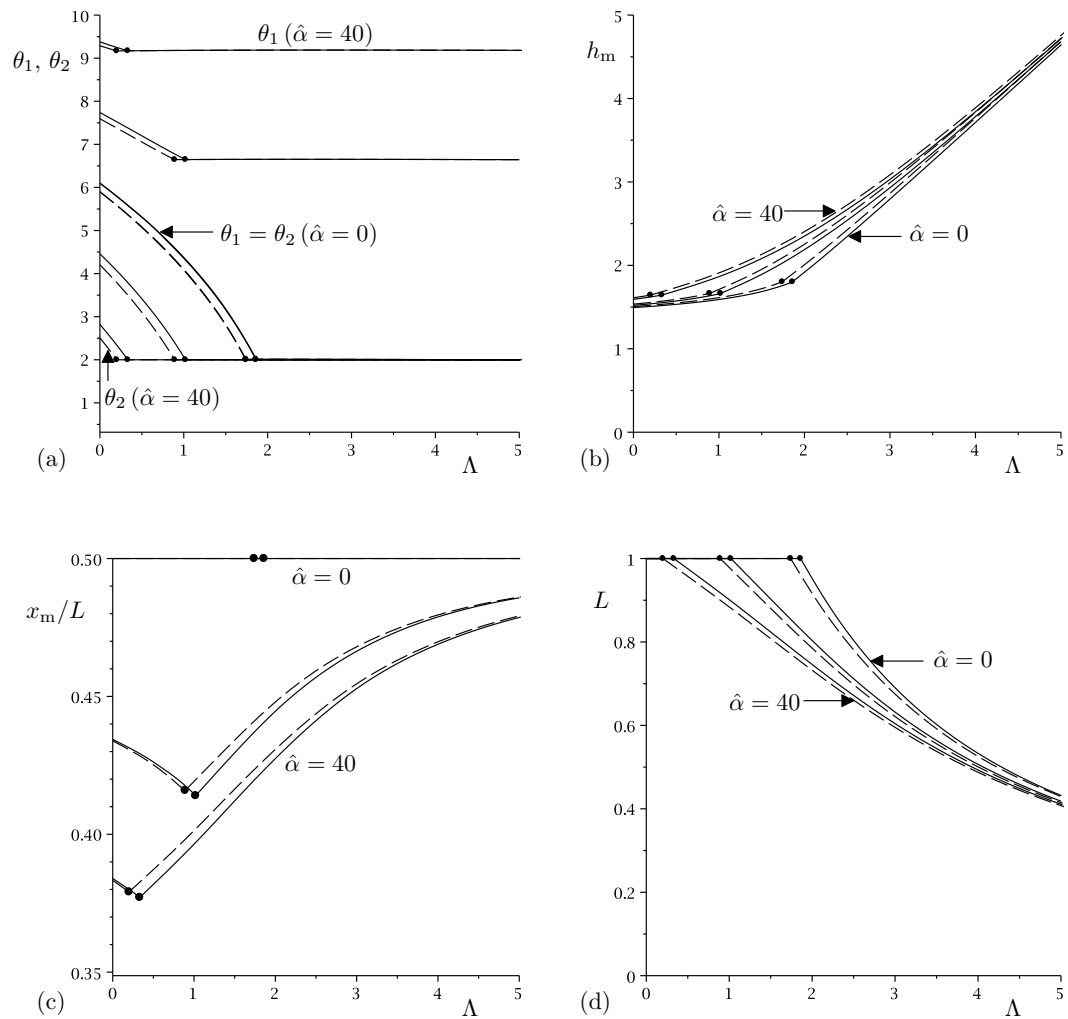 10
θ₁ (α̂ = 40)
θ₁, θ₂
9
8
7
6
5
4
3
2
1
θ₁ = θ₂ (α̂ = 0)
θ₂ (α̂ = 40)
0 1 2 3 4 5
(a)
Λ
5
hₘ
4
3
2
1
0
α̂ = 40
α̂ = 0
0 1 2 3 4 5
(b)
Λ
0.50
α̂ = 0
xₘ/L
0.45
α̂ = 40
0.40
0.35
0 1 2 3 4 5
(c)
Λ
1
L
0.8
0.6
0.4
0.2
0
α̂ = 0
α̂ = 40
0 1 2 3 4 5
(d)
Λ